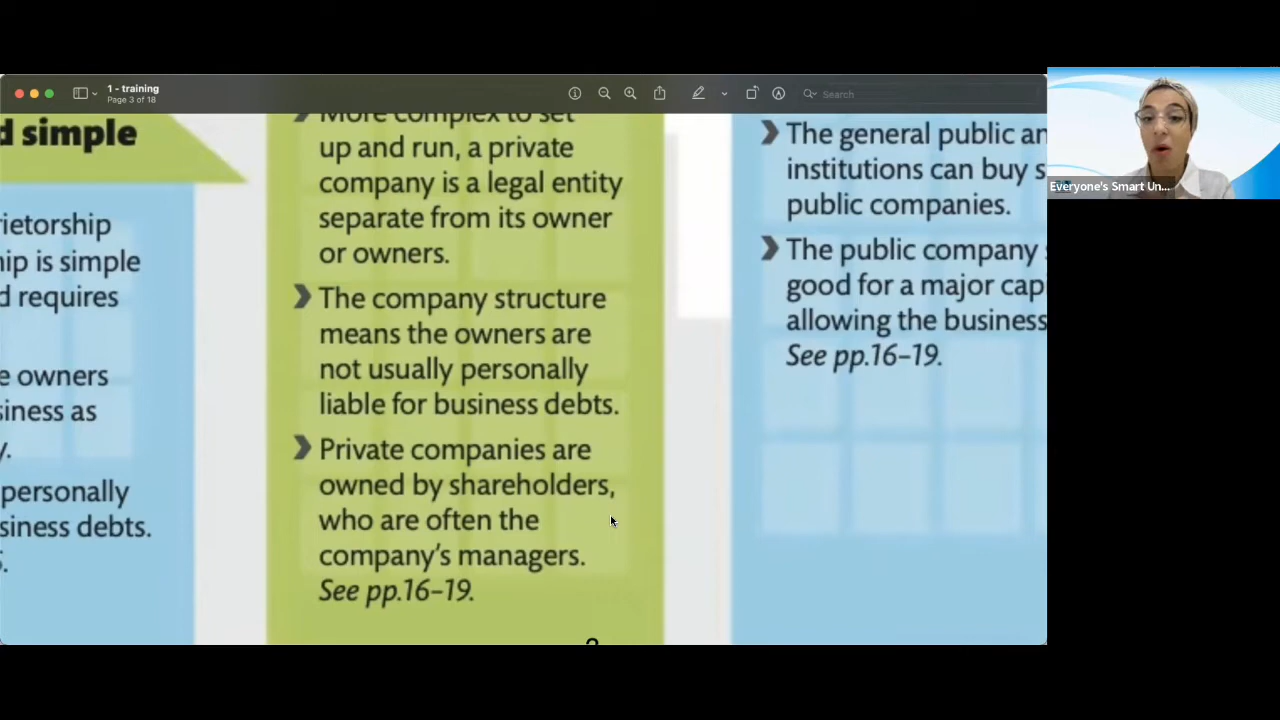 1 - training
Page 3 of 18
Search
d simple
rietorship
ip is simple
d requires
e owners
siness as
y.
personally
siness debts.
More complex to set
up and run, a private
company is a legal entity
separate from its owner
or owners.
The company structure
means the owners are
not usually personally
liable for business debts.
Private companies are
owned by shareholders,
who are often the
company's managers.
See pp.16–19.
The general public an
institutions can buy s
public companies.
The public company
good for a major cap
allowing the business
See pp.16–19.
Everyone's Smart Un...